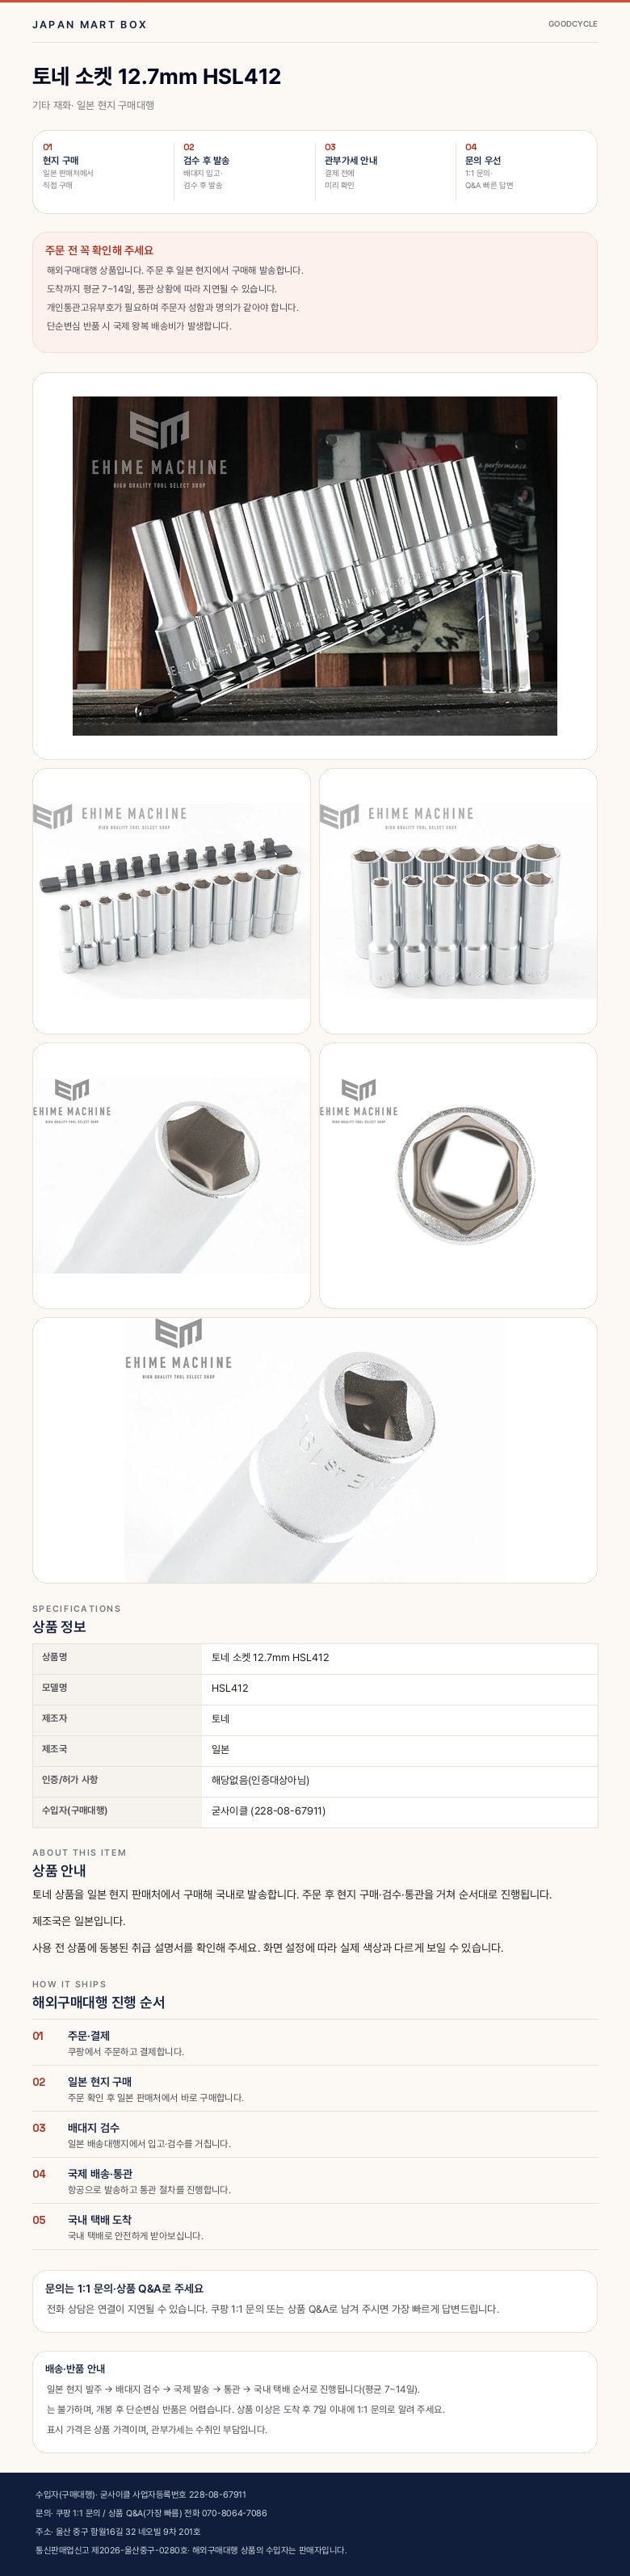 JAPAN MART BOX
GOODCYCLE
토네 소켓 12.7mm HSL412
기타 재화· 일본 현지 구매대행
01
현지 구매
일본 판매처에서
직접 구매
02
검수 후 발송
배대지 입고·
검수 후 발송
03
관부가세 안내
결제 전에
미리 확인
04
문의 우선
1:1 문의·
Q&A 빠른 답변
주문 전 꼭 확인해 주세요
해외구매대행 상품입니다. 주문 후 일본 현지에서 구매해 발송합니다.
도착까지 평균 7~14일, 통관 상황에 따라 지연될 수 있습니다.
개인통관고유부호가 필요하며 주문자 성함과 명의가 같아야 합니다.
단순변심 반품 시 국제 왕복 배송비가 발생합니다.
EHIME MACHINE
HIGH QUALITY TOOL SELECT SHOP
a performance
EHIME MACHINE
HIGH QUALITY TOOL SELECT SHOP
EHIME MACHINE
HIGH QUALITY TOOL SELECT SHOP
EHIME MACHINE
HIGH QUALITY TOOL SELECT SHOP
EHIME MACHINE
HIGH QUALITY TOOL SELECT SHOP
EHIME MACHINE
HIGH QUALITY TOOL SELECT SHOP
SPECIFICATIONS
상품 정보
상품명 토네 소켓 12.7mm HSL412
모델명 HSL412
제조자 토네
제조국 일본
인증/허가 사항 해당없음(인증대상아님)
수입자(구매대행) 굳사이클 (228-08-67911)
ABOUT THIS ITEM
상품 안내
토네 상품을 일본 현지 판매처에서 구매해 국내로 발송합니다. 주문 후 현지 구매·검수·통관을 거쳐 순서대로 진행됩니다.
제조국은 일본입니다.
사용 전 상품에 동봉된 취급 설명서를 확인해 주세요. 화면 설정에 따라 실제 색상과 다르게 보일 수 있습니다.
HOW IT SHIPS
해외구매대행 진행 순서
01 주문·결제
쿠팡에서 주문하고 결제합니다.
02 일본 현지 구매
주문 확인 후 일본 판매처에서 바로 구매합니다.
03 배대지 검수
일본 배송대행지에서 입고·검수를 거칩니다.
04 국제 배송·통관
항공으로 발송하고 통관 절차를 진행합니다.
05 국내 택배 도착
국내 택배로 안전하게 받아보십니다.
문의는 1:1 문의·상품 Q&A로 주세요
전화 상담은 연결이 지연될 수 있습니다. 쿠팡 1:1 문의 또는 상품 Q&A로 남겨 주시면 가장 빠르게 답변드립니다.
배송·반품 안내
일본 현지 발주 → 배대지 검수 → 국제 발송 → 통관 → 국내 택배 순서로 진행됩니다(평균 7~14일).
는 불가하며, 개봉 후 단순변심 반품은 어렵습니다. 상품 이상은 도착 후 7일 이내에 1:1 문의로 알려 주세요.
표시 가격은 상품 가격이며, 관부가세는 수취인 부담입니다.
수입자(구매대행)· 굳사이클 사업자등록번호 228-08-67911
문의· 쿠팡 1:1 문의 / 상품 Q&A(가장 빠름) 전화 070-8064-7086
주소· 울산 중구 함월16길 32 네오빌 9차 201호
통신판매업신고 제2026-울산중구-0280호· 해외구매대행 상품의 수입자는 판매자입니다.